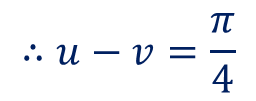 ∴ u − v = π/4